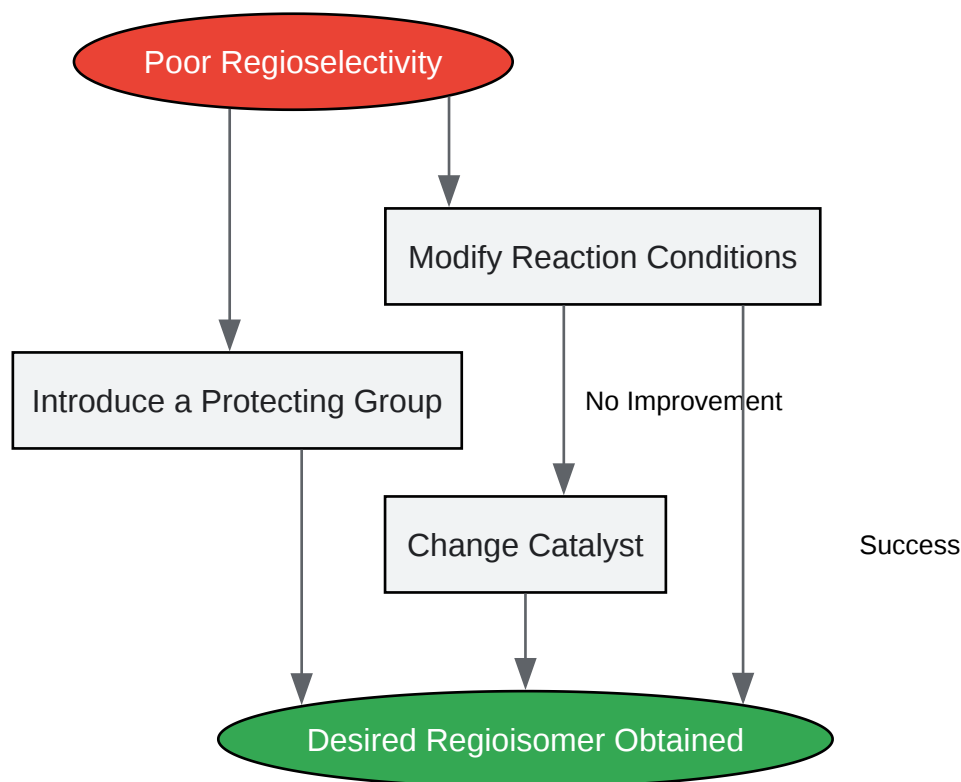 Poor Regioselectivity
Modify Reaction Conditions
Introduce a Protecting Group
No Improvement
Change Catalyst
Success
Desired Regioisomer Obtained